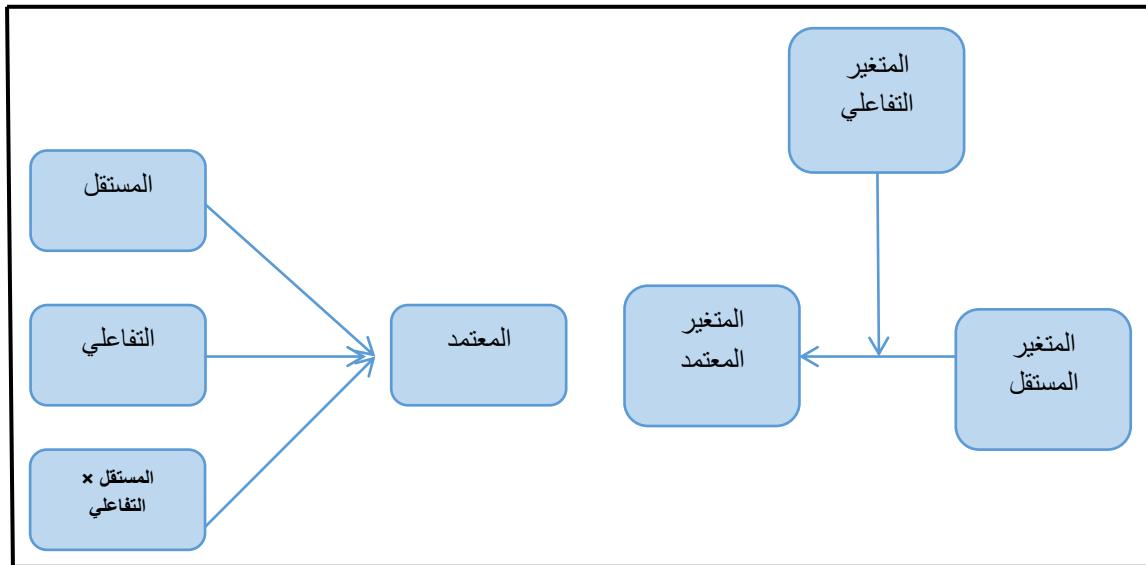 المتغير
التفاعلي
المتغير
المستقل
المتغير
المعتمد
المستقل
التفاعلي
المستقل ×
التفاعلي
المعتمد